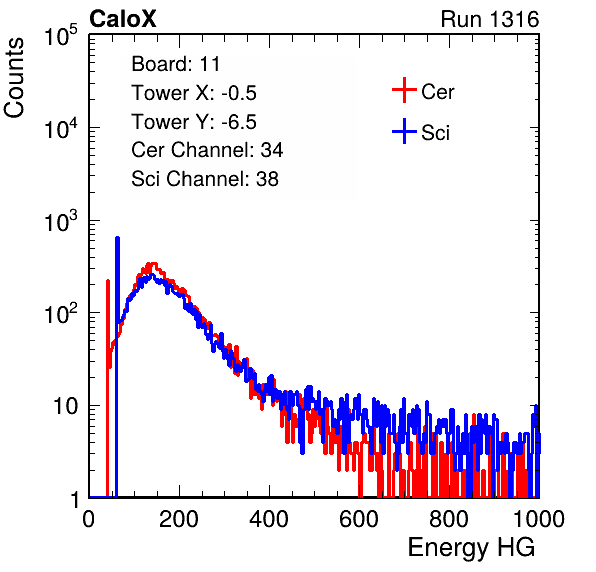 CaloX Run 1316
Counts
Board: 11
Tower X: -0.5
Tower Y: -6.5
Cer Channel: 34
Sci Channel: 38
Cer
Sci
10^5
10^4
10^3
10^2
10
1
0 200 400 600 800 1000
Energy HG